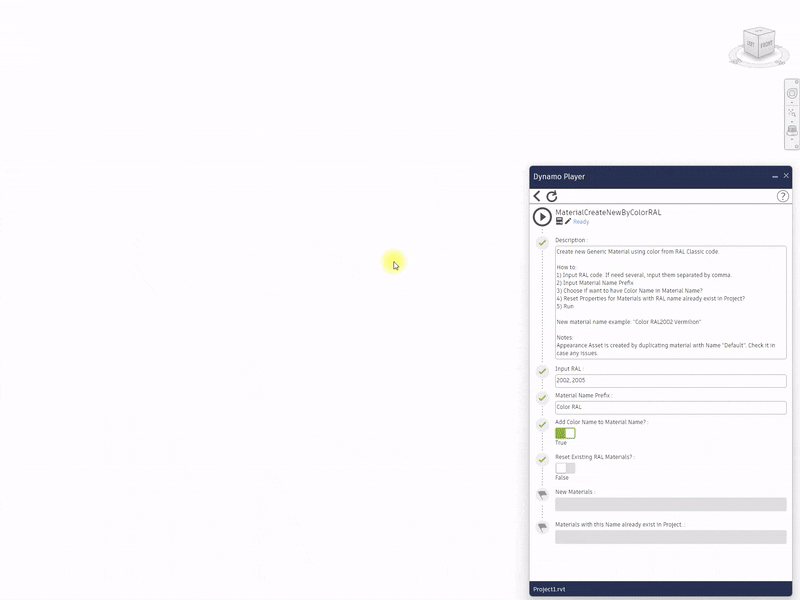 LEFT
FRONT
Dynamo Player
MaterialCreateNewByColorRAL
Ready
Description :
Create new Generic Material using color from RAL Classic code
How to:
1) Input RAL code. If need several, input them separated by comma.
2) Input Material Name Prefix
3) Choose if want to have Color Name in Material Name?
4) Reset Properties for Materials with RAL name already exist in Project?
5) Run
New material name example: "Color RAL2002 Vermilion"
Notes:
Appearance Asset is created by duplicating material with Name "Default". Check it in
case any issues.
Input RAL :
2002, 2005
Material Name Prefix :
Color RAL
Add Color Name to Material Name? :
True
Reset Existing RAL Materials? :
False
New Materials :
Materials with this Name already exist in Project. :
Project1.rvt